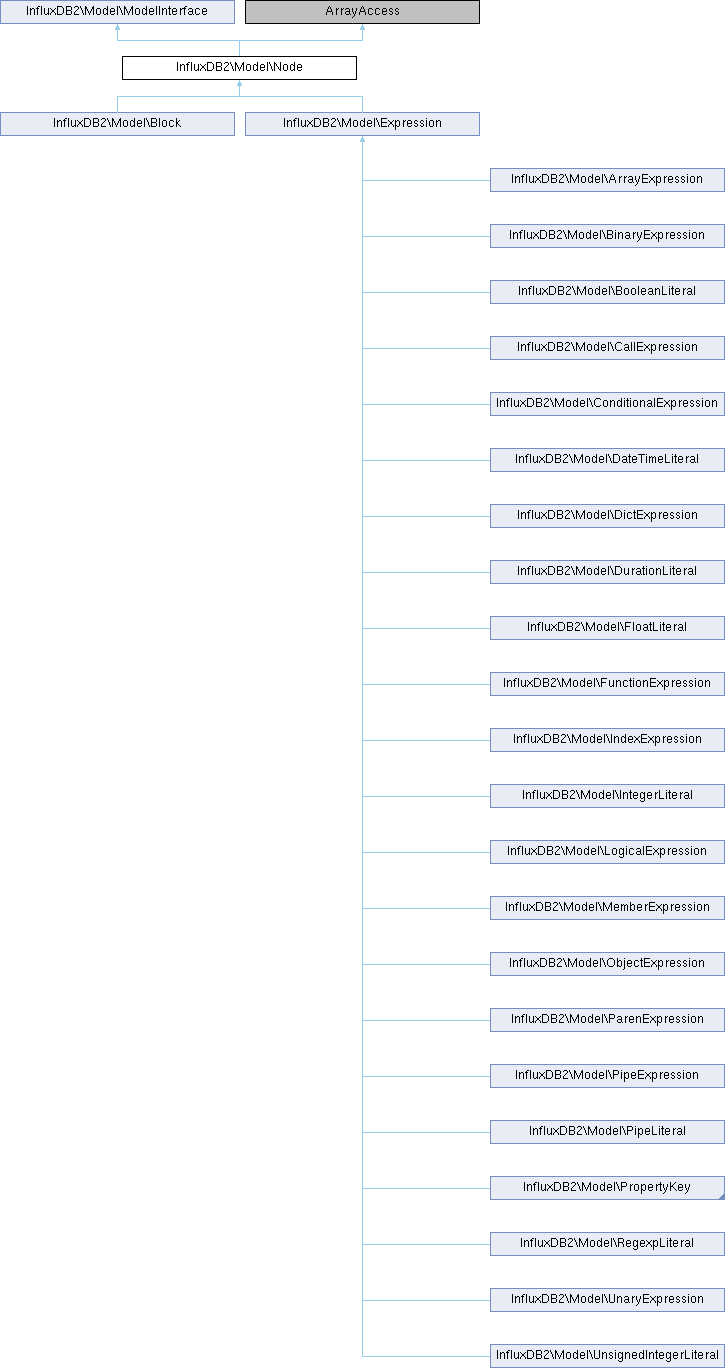 InfluxDB2\Model\ModelInterface
ArrayAccess
InfluxDB2\Model\Node
InfluxDB2\Model\Block
InfluxDB2\Model\Expression
InfluxDB2\Model\ArrayExpression
InfluxDB2\Model\BinaryExpression
InfluxDB2\Model\BooleanLiteral
InfluxDB2\Model\CallExpression
InfluxDB2\Model\ConditionalExpression
InfluxDB2\Model\DateTimeLiteral
InfluxDB2\Model\DictExpression
InfluxDB2\Model\DurationLiteral
InfluxDB2\Model\FloatLiteral
InfluxDB2\Model\FunctionExpression
InfluxDB2\Model\IndexExpression
InfluxDB2\Model\IntegerLiteral
InfluxDB2\Model\LogicalExpression
InfluxDB2\Model\MemberExpression
InfluxDB2\Model\ObjectExpression
InfluxDB2\Model\ParenExpression
InfluxDB2\Model\PipeExpression
InfluxDB2\Model\PipeLiteral
InfluxDB2\Model\PropertyKey
InfluxDB2\Model\RegexpLiteral
InfluxDB2\Model\UnaryExpression
InfluxDB2\Model\UnsignedIntegerLiteral